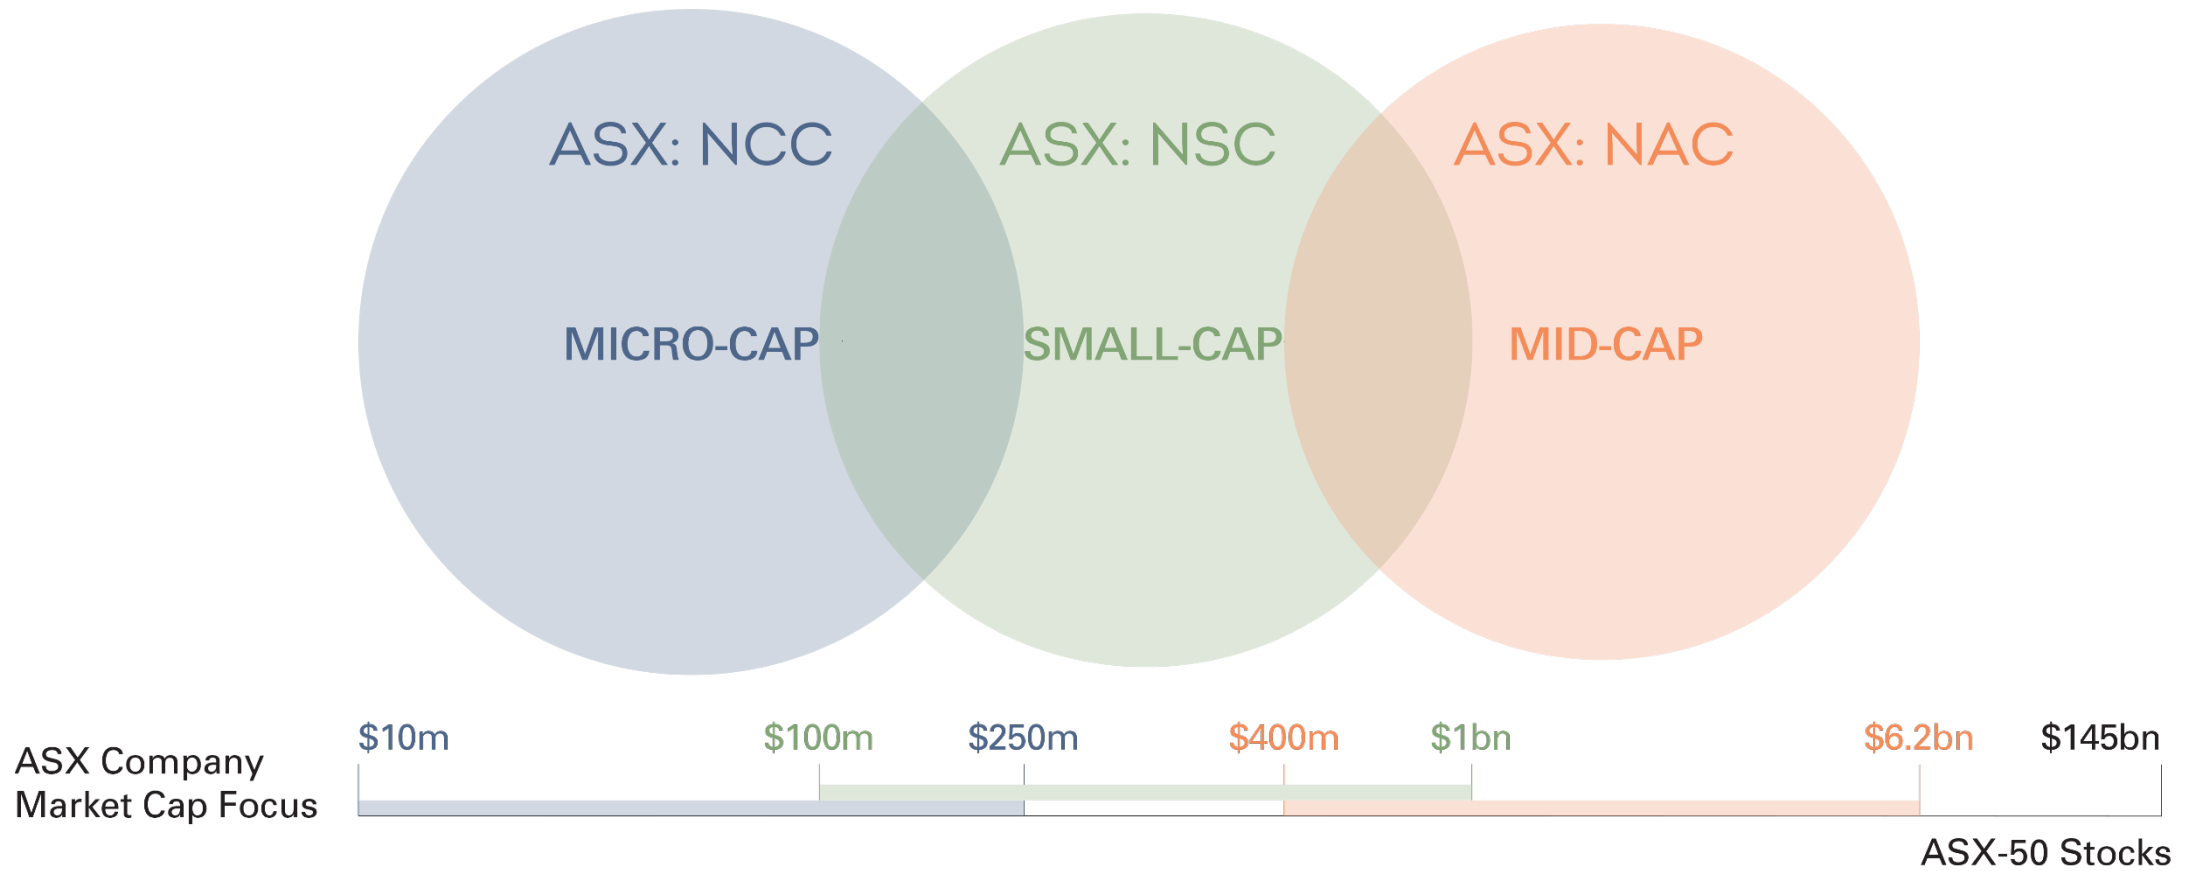 ASX: NCC
ASX: NSC
ASX: NAC
MICRO-CAP
SMALL-CAP
MID-CAP
$10m
$100m
$250m
$400m
$1bn
$6.2bn
$145bn
ASX Company
Market Cap Focus
ASX-50 Stocks